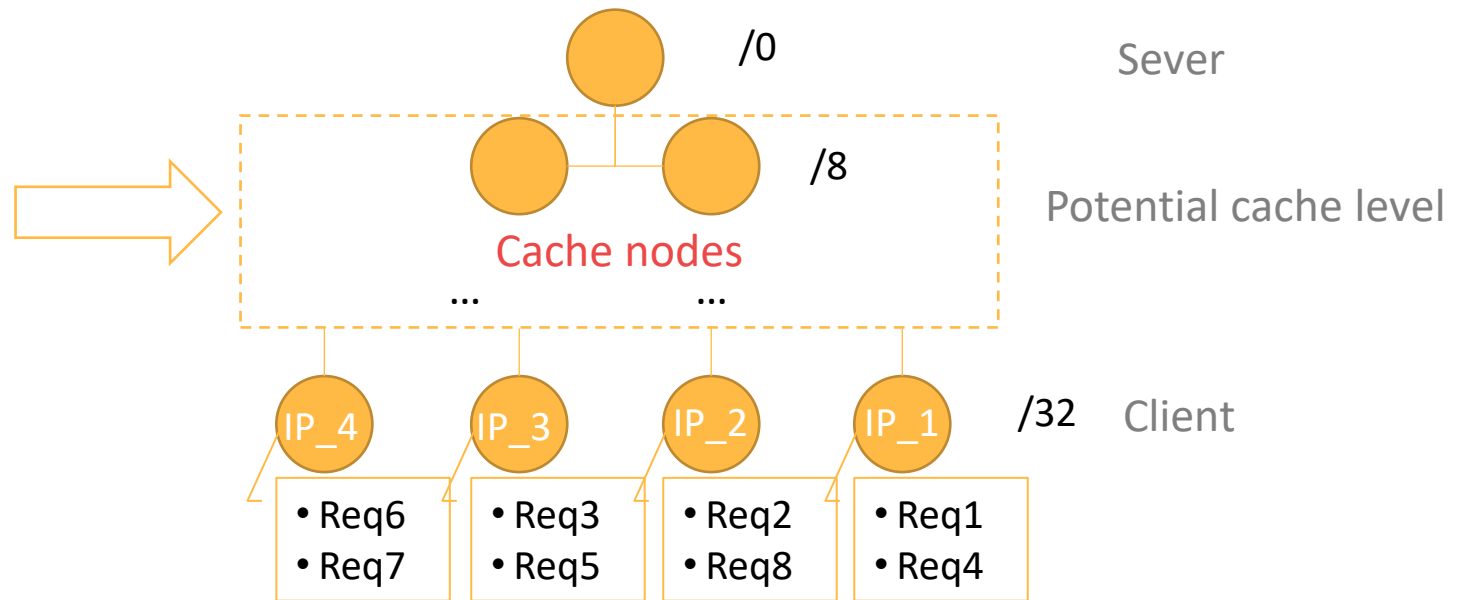 /0
Sever
/8
Potential cache level
Cache nodes
... ...
IP_4 IP_3 IP_2 IP_1 /32 Client
• Req6 • Req3 • Req2 • Req1
• Req7 • Req5 • Req8 • Req4